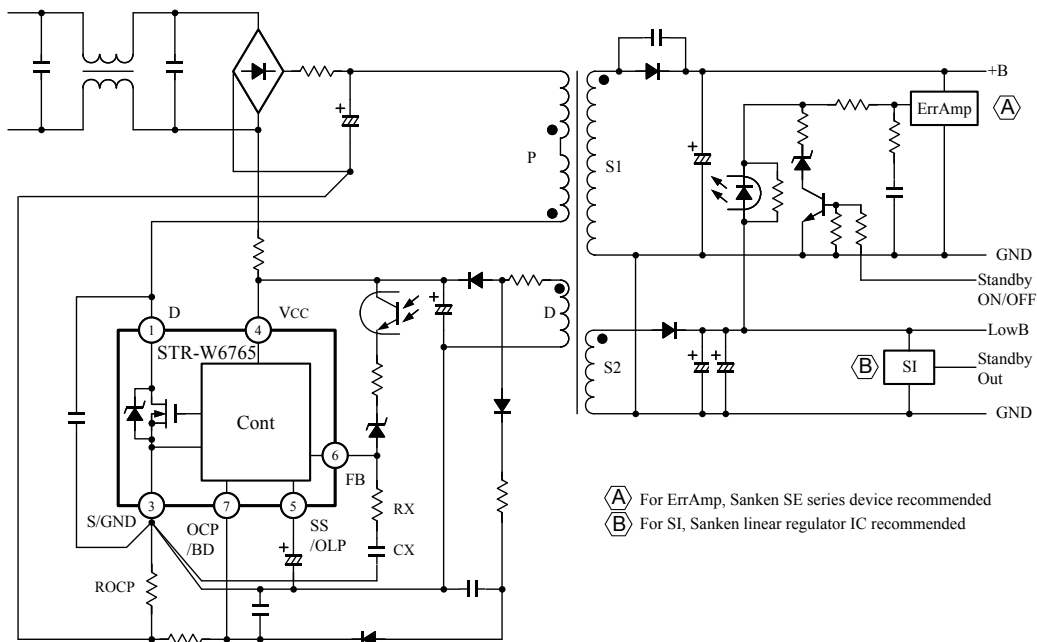 +B
ErrAmp
A
P
S1
GND
Standby
ON/OFF
D
VCC
D
LowB
1
4
STR-W6765
S2
B
SI
Standby
Out
Cont
GND
6
FB
3
7
5
RX
A For ErrAmp, Sanken SE series device recommended
B For SI, Sanken linear regulator IC recommended
S/GND
OCP
/BD
SS
/OLP
CX
ROCP
+
+
+
+
+
+